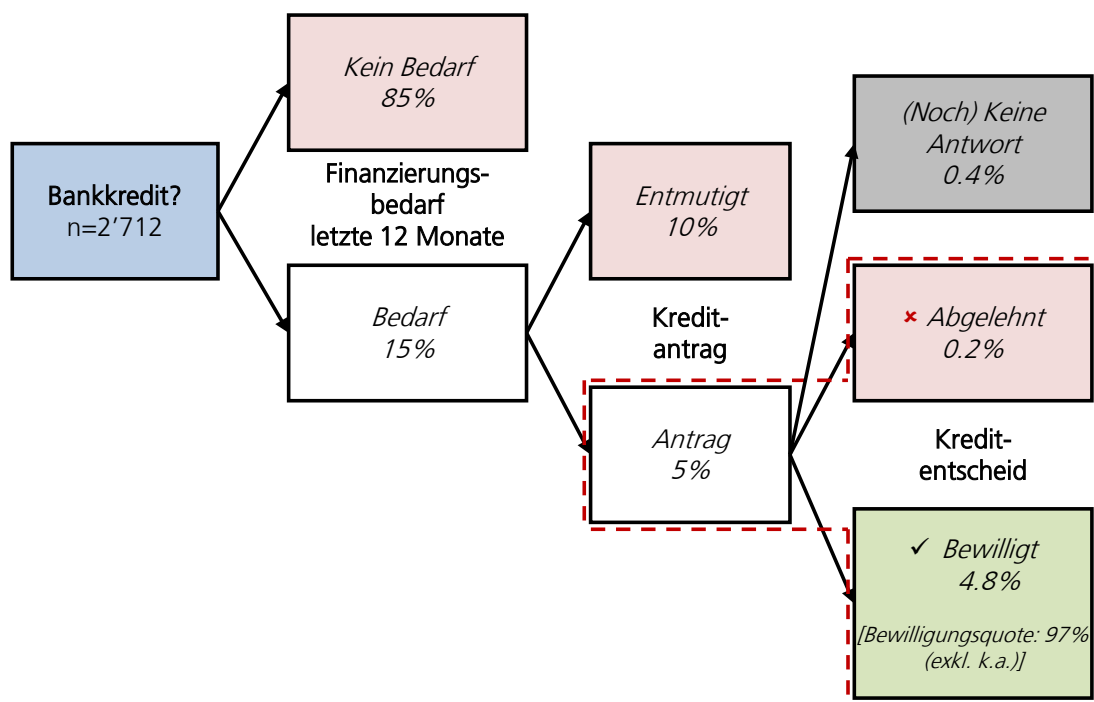 Bankkredit?
n=2’712
Kein Bedarf
85%
Finanzierungs-
bedarf
letzte 12 Monate
Bedarf
15%
Entmutigt
10%
Kredit-
antrag
Antrag
5%
(Noch) Keine
Antwort
0.4%
× Abgelehnt
0.2%
Kredit-
entscheid
✓ Bewilligt
4.8%
[Bewilligungsquote: 97%
(exkl. k.a.)]